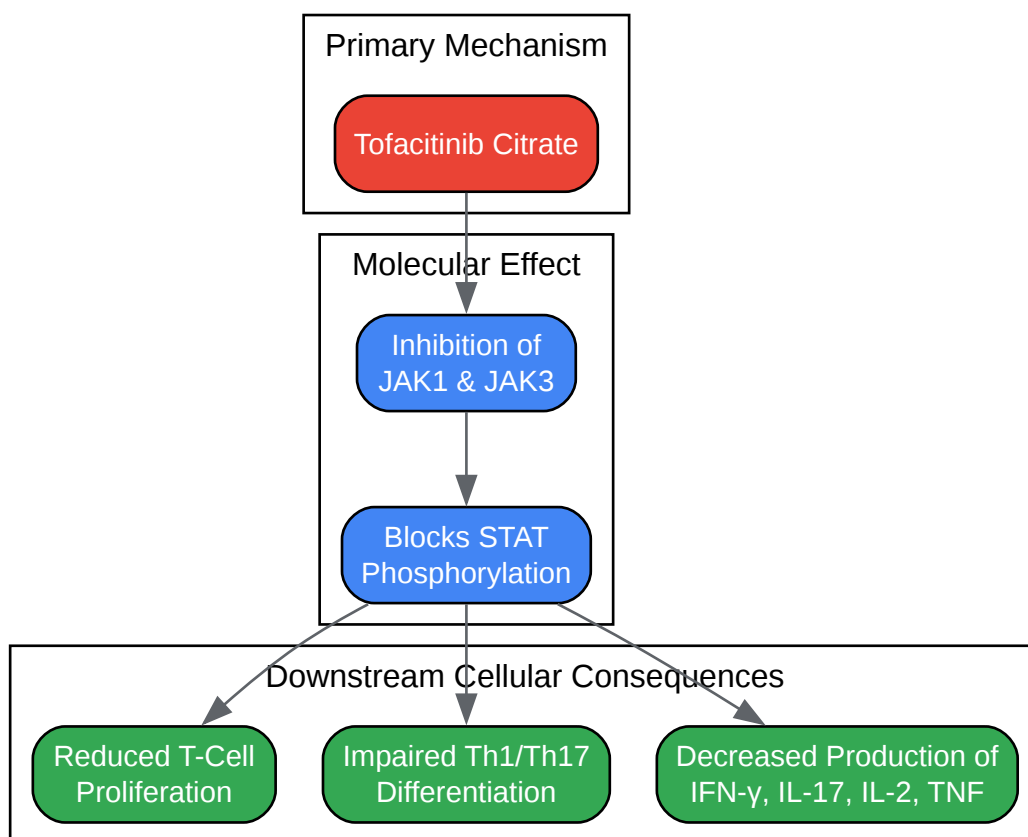 Primary Mechanism
Tofacitinib Citrate
Molecular Effect
Inhibition of
JAK1 & JAK3
Blocks STAT
Phosphorylation
Downstream Cellular Consequences
Reduced T-Cell
Proliferation
Impaired Th1/Th17
Differentiation
Decreased Production of
IFN-γ, IL-17, IL-2, TNF